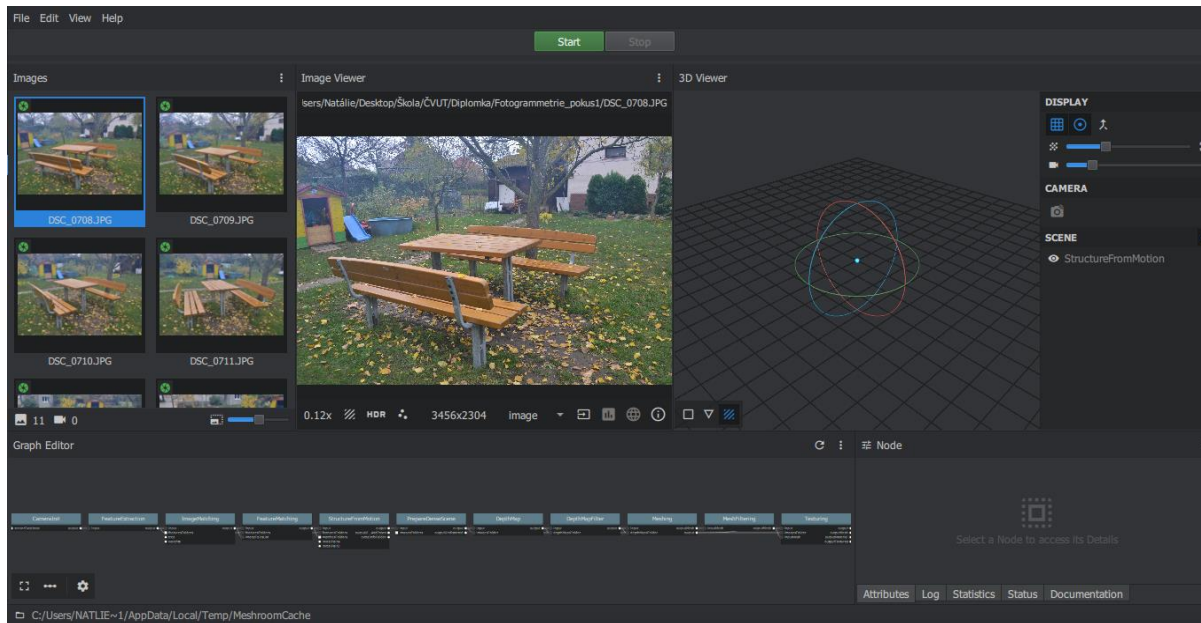 File Edit View Help
Start Stop
Images
DSC_0708.JPG
DSC_0709.JPG
DSC_0710.JPG
DSC_0711.JPG
11 0
Image Viewer
Isers/Natálie/Desktop/Škola/ČVUT/Diplomka/Fotogrammetrie_pokus1/DSC_0708.JPG
0.12x HDR 3456x2304 image
3D Viewer
DISPLAY
CAMERA
SCENE
StructureFromMotion
Graph Editor
CameraInit FeatureExtraction ImageMatching FeatureMatching StructureFromMotion PrepareDenseScene DepthMap DepthMapFilter Meshing MeshFiltering Texturing
Node
Select a Node to access its Details
Attributes Log Statistics Status Documentation
C:/Users/NATLIE~1/AppData/Local/Temp/MeshroomCache